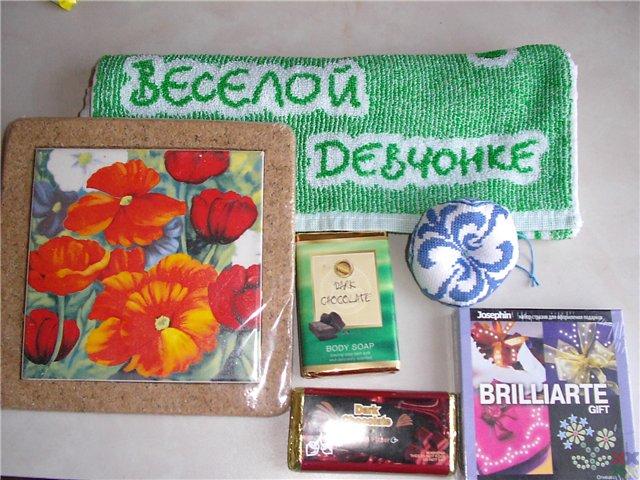 ВЕСЕЛОЙ
ДЕВЧОНКЕ
DARK
CHOCOLATE
BODY SOAP
Dark
Chocolate
Josephin
BRILLIARTE
GIFT